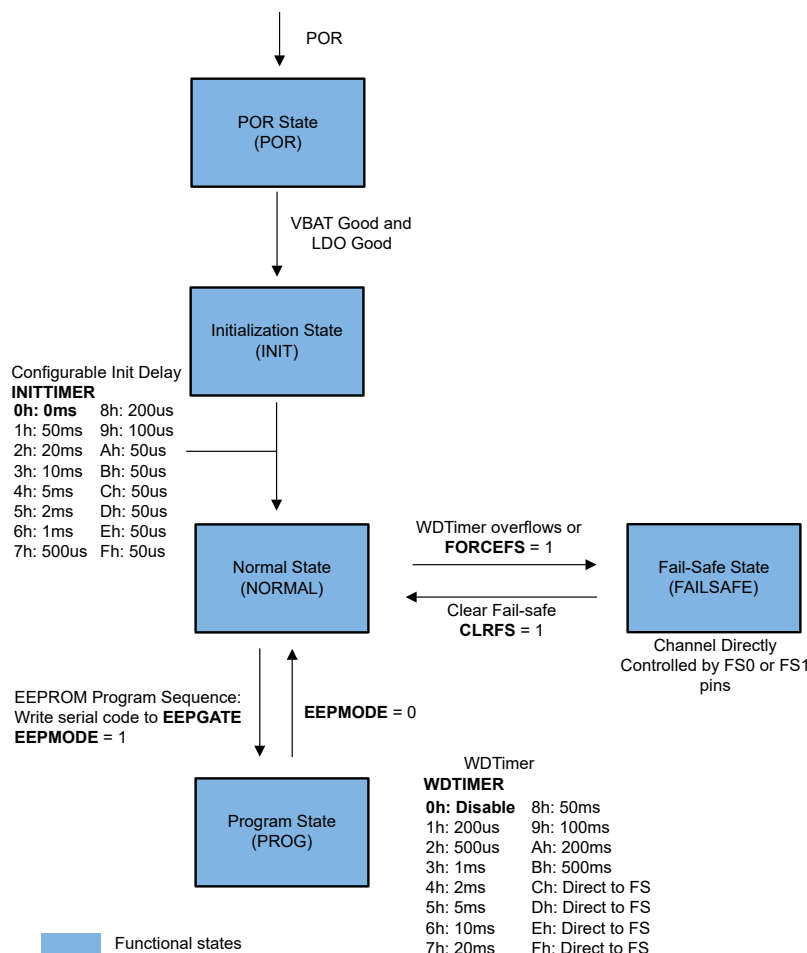 POR
POR State
(POR)
VBAT Good and
LDO Good
Initialization State
(INIT)
Configurable Init Delay
INITTIMER
0h: 0ms 8h: 200us
1h: 50ms 9h: 100us
2h: 20ms Ah: 50us
3h: 10ms Bh: 50us
4h: 5ms Ch: 50us
5h: 2ms Dh: 50us
6h: 1ms Eh: 50us
7h: 500us Fh: 50us
Normal State
(NORMAL)
WDTimer overflows or
FORCEFS = 1
Clear Fail-safe
CLRFS = 1
Fail-Safe State
(FAILSAFE)
Channel Directly
Controlled by FS0 or FS1
pins
EEPROM Program Sequence:
Write serial code to EEPGATE
EEPMODE = 1
EEPMODE = 0
Program State
(PROG)
WDTimer
WDTIMER
0h: Disable 8h: 50ms
1h: 200us 9h: 100ms
2h: 500us Ah: 200ms
3h: 1ms Bh: 500ms
4h: 2ms Ch: Direct to FS
5h: 5ms Dh: Direct to FS
6h: 10ms Eh: Direct to FS
7h: 20ms Fh: Direct to FS
Functional states